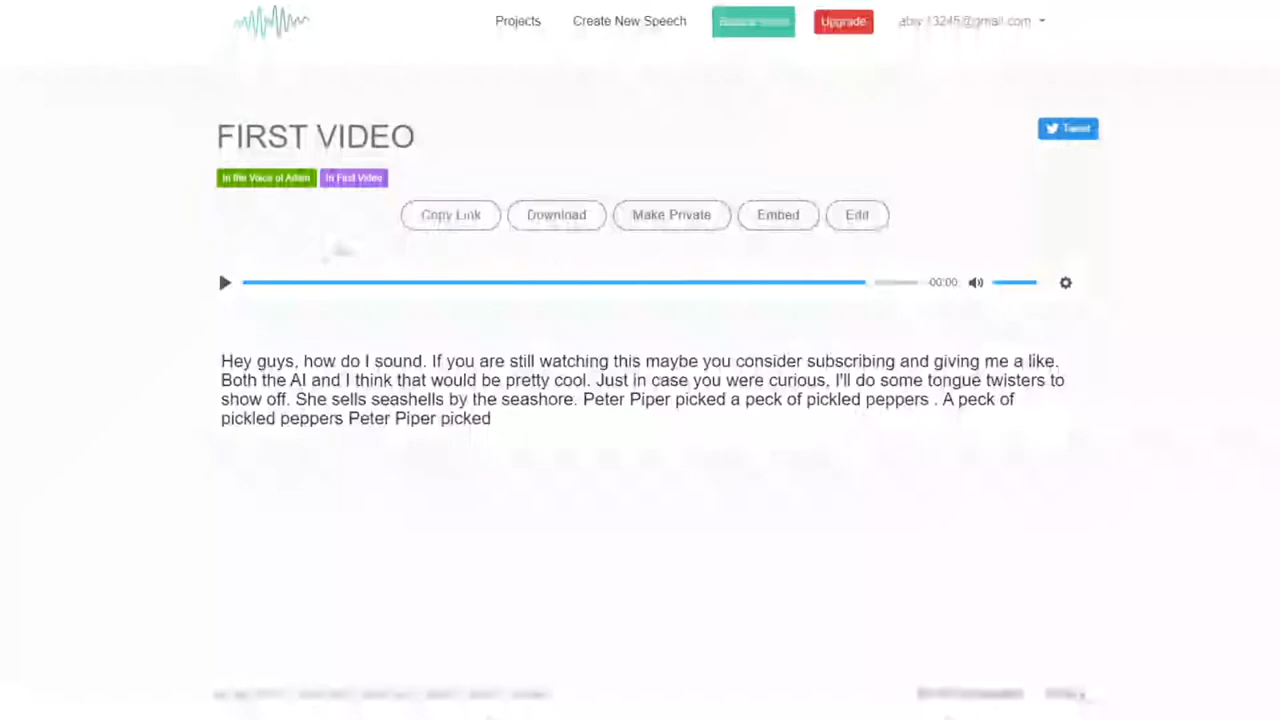 Projects
Create New Speech
Upgrade
FIRST VIDEO
Tweet
In the Voice of Adam
In First Video
Copy Link
Download
Make Private
Embed
Edit
-00:00
Hey guys, how do I sound. If you are still watching this maybe you consider subscribing and giving me a like.
Both the AI and I think that would be pretty cool. Just in case you were curious, I'll do some tongue twisters to
show off. She sells seashells by the seashore. Peter Piper picked a peck of pickled peppers . A peck of
pickled peppers Peter Piper picked